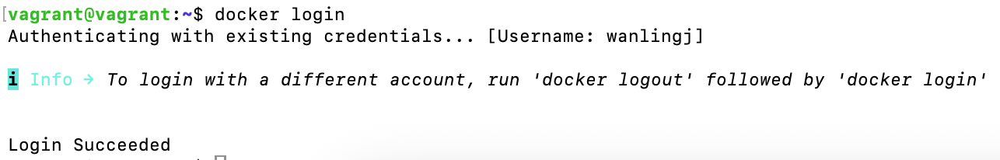 [vagrant@vagrant:~$ docker login
Authenticating with existing credentials... [Username: wanlingj]
i Info → To login with a different account, run 'docker logout' followed by 'docker login'
Login Succeeded